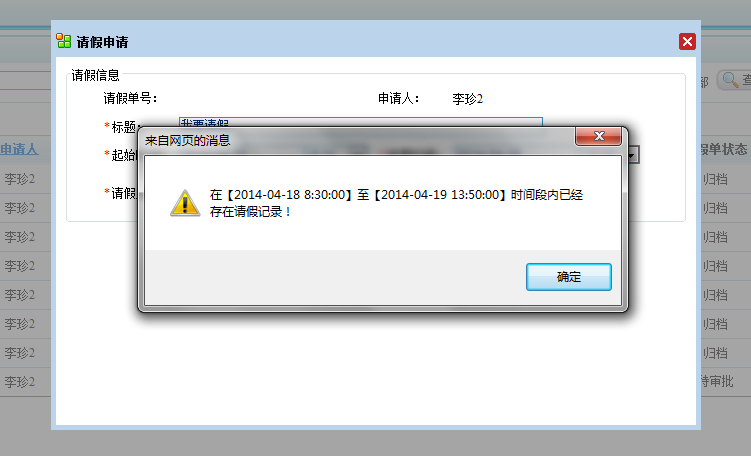 请假申请
请假信息
请假单号:
申请人:
李珍2
*标题:
我要请假
来自网页的消息
*起始
在【2014-04-18 8:30:00】至【2014-04-19 13:50:00】时间段内已经
存在请假记录！
*请假
确定
申请人
李珍2
李珍2
李珍2
李珍2
李珍2
李珍2
李珍2
李珍2
部
查
假单状态
归档
归档
归档
归档
归档
归档
归档
待审批